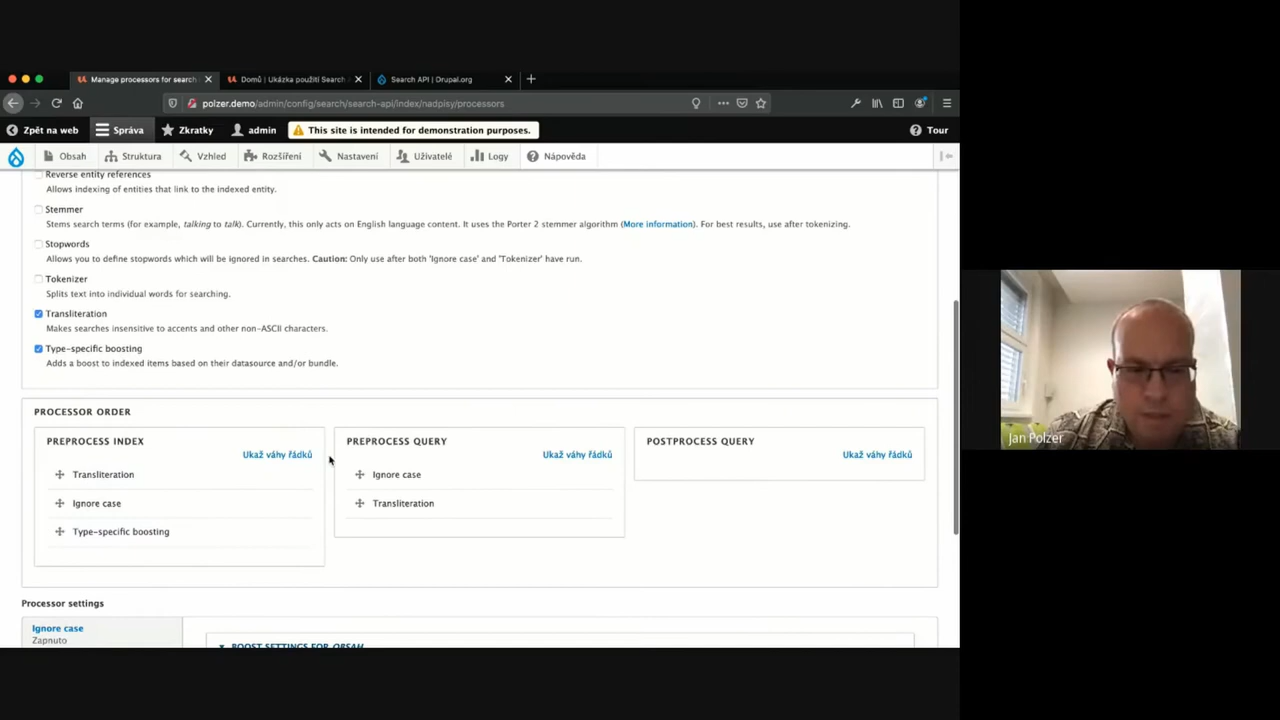 Manage processors for search
Domů | Ukázka použití Search
Search API | Drupal.org
polzer.demo/admin/config/search/search-api/index/nadpisy/processors
Zpět na web
Správa
Zkratky
admin
This site is intended for demonstration purposes.
Tour
Obsah
Struktura
Vzhled
Rozšíření
Nastavení
Uživatelé
Logy
Nápověda
Reverse entity references
Allows indexing of entities that link to the indexed entity.
Stemmer
Stems search terms (for example, talking to talk). Currently, this only acts on English language content. It uses the Porter 2 stemmer algorithm (More information). For best results, use after tokenizing.
Stopwords
Allows you to define stopwords which will be ignored in searches. Caution: Only use after both 'Ignore case' and 'Tokenizer' have run.
Tokenizer
Splits text into individual words for searching.
Transliteration
Makes searches insensitive to accents and other non-ASCII characters.
Type-specific boosting
Adds a boost to indexed items based on their datasource and/or bundle.
PROCESSOR ORDER
PREPROCESS INDEX
Ukaž váhy řádků
Transliteration
Ignore case
Type-specific boosting
PREPROCESS QUERY
Ukaž váhy řádků
Ignore case
Transliteration
POSTPROCESS QUERY
Ukaž váhy řádků
Processor settings
Ignore case
Zapnuto
BOOST SETTINGS FOR OBSAH
Jan Polzer